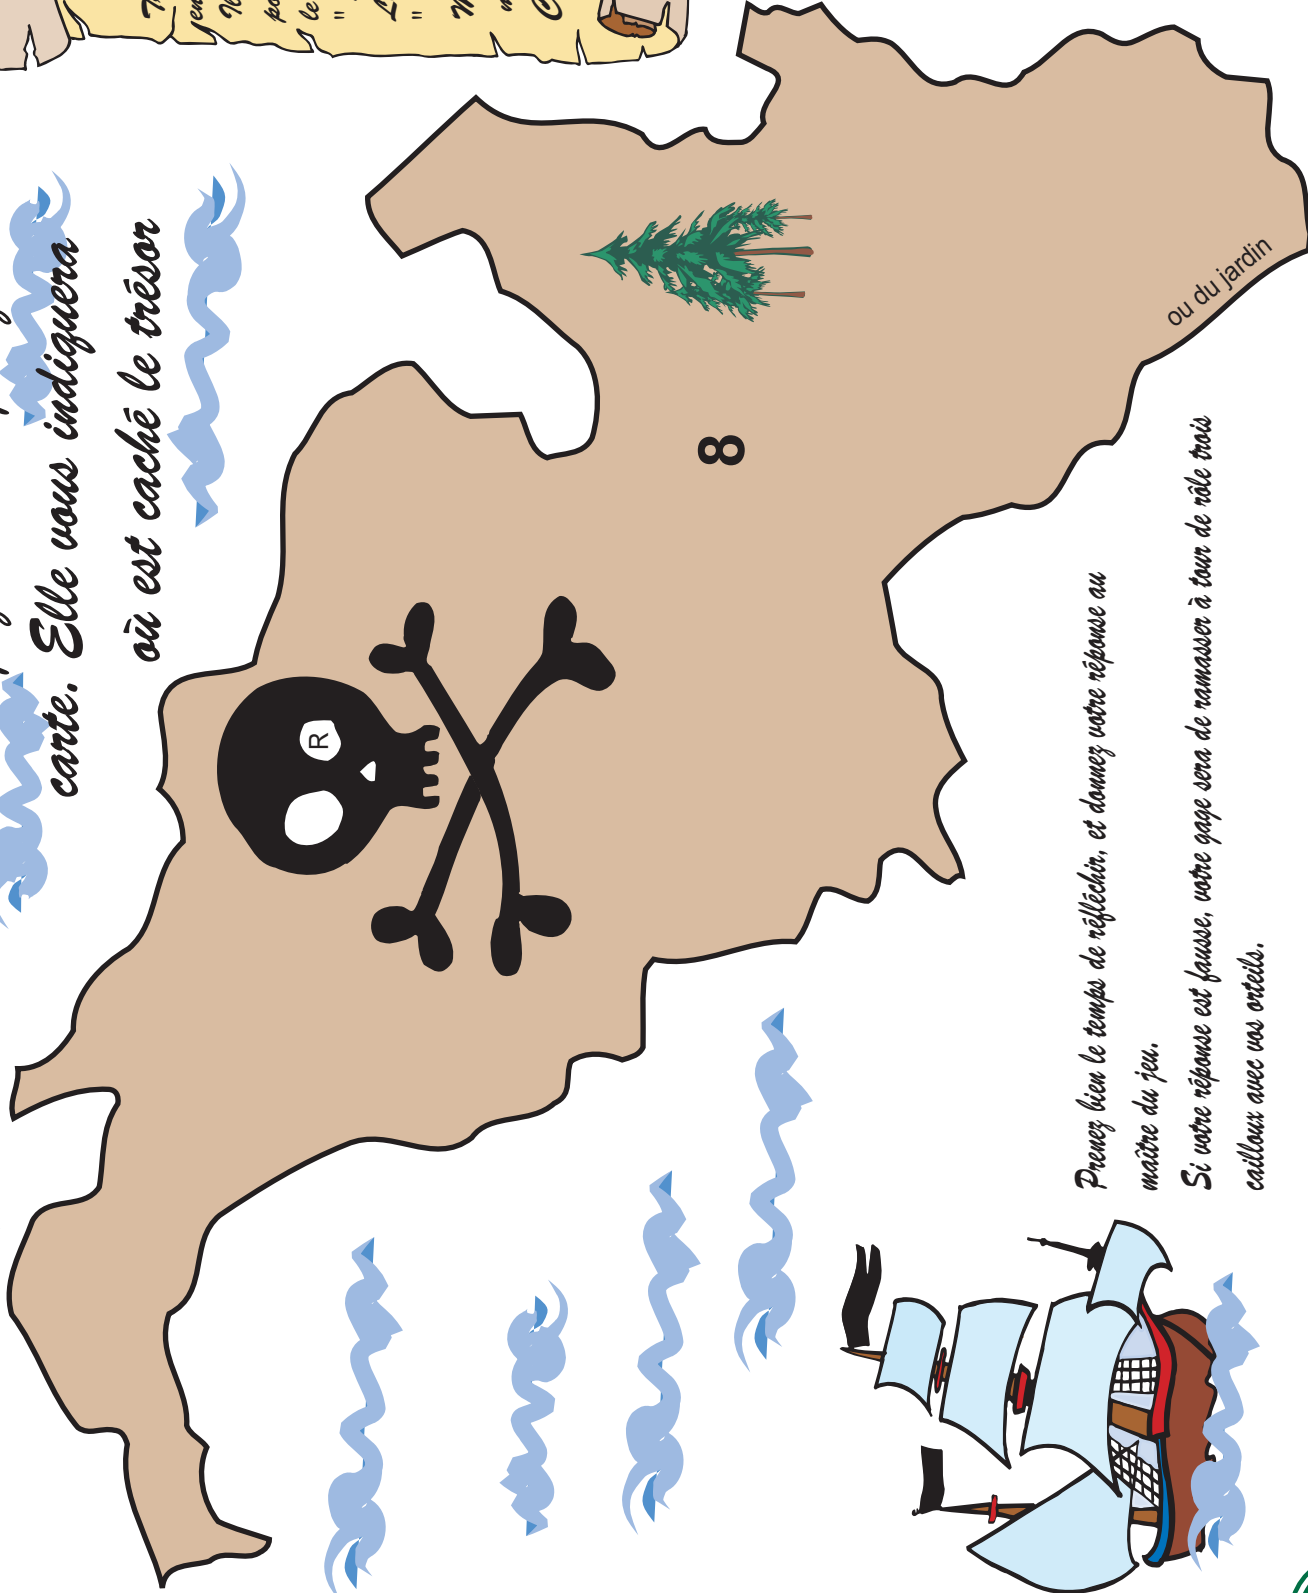 carte. Elle vous indiquera
où est caché le trésor
R
8
ou du jardin
Prenez bien le temps de réfléchir, et donnez votre réponse au
maître du jeu.
Si votre réponse est fausse, votre gage sera de ramasser à tour de rôle trois
cailloux avec vos orteils.